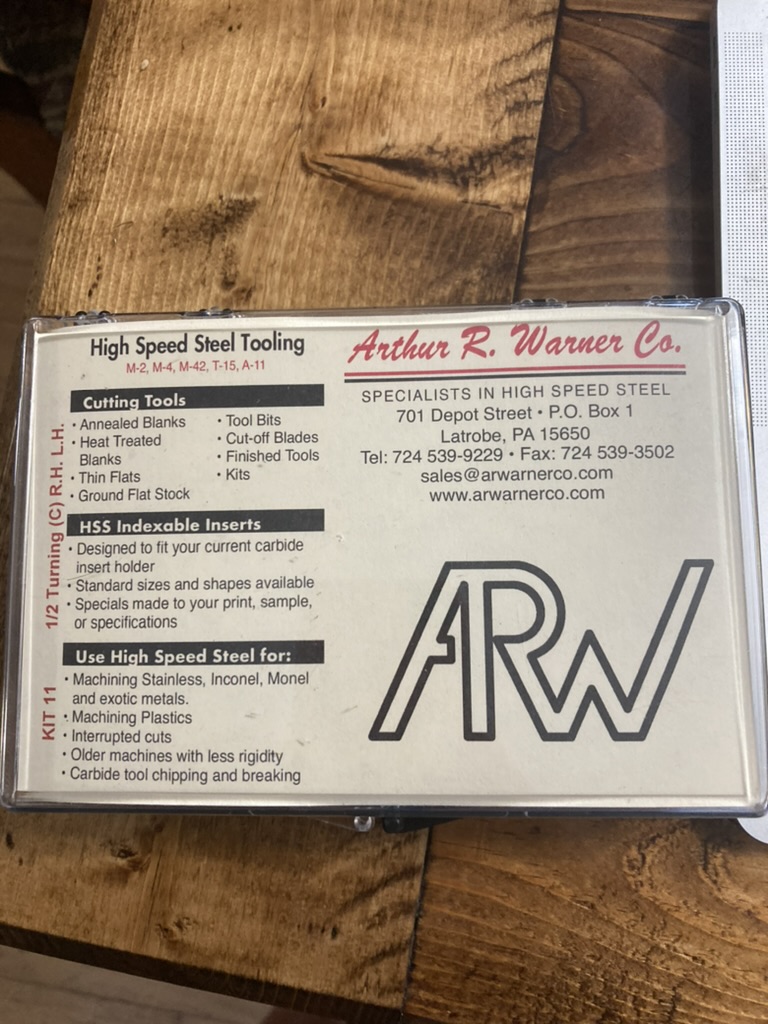 High Speed Steel Tooling
M-2, M-4, M-42, T-15, A-11
Cutting Tools
• Annealed Blanks
• Heat Treated
Blanks
• Thin Flats
• Ground Flat Stock
• Tool Bits
• Cut-off Blades
• Finished Tools
• Kits
HSS Indexable Inserts
• Designed to fit your current carbide
insert holder
• Standard sizes and shapes available
• Specials made to your print, sample,
or specifications
Use High Speed Steel for:
• Machining Stainless, Inconel, Monel
and exotic metals.
• Machining Plastics
• Interrupted cuts
• Older machines with less rigidity
• Carbide tool chipping and breaking
KIT 11 1/2 Turning (C) R.H. L.H.
Arthur R. Warner Co.
SPECIALISTS IN HIGH SPEED STEEL
701 Depot Street • P.O. Box 1
Latrobe, PA 15650
Tel: 724 539-9229 • Fax: 724 539-3502
sales@arwarnerco.com
www.arwarnerco.com
ARW